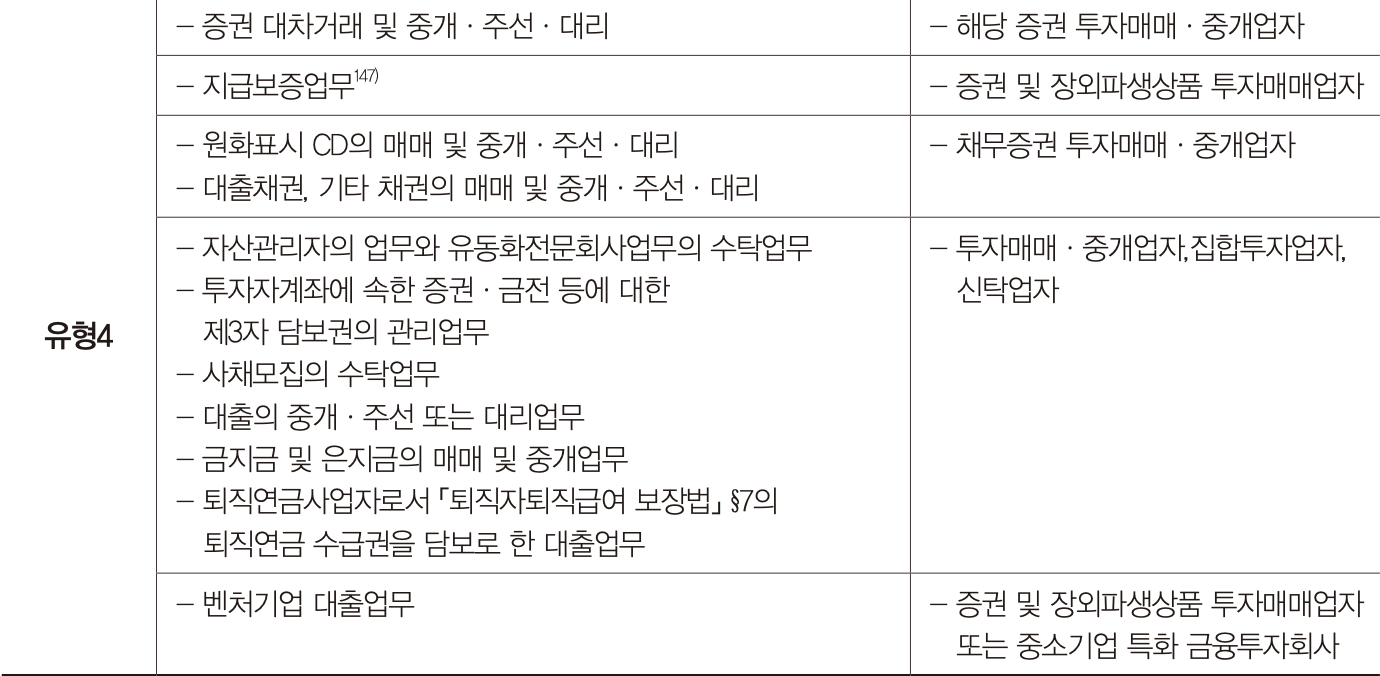 – 증권 대차거래 및 중개 · 주선 · 대리
– 해당 증권 투자매매 · 중개업자
– 지급보증업무147)
– 증권 및 장외파생상품 투자매매업자
– 원화표시 CD의 매매 및 중개 · 주선 · 대리
– 대출채권, 기타 채권의 매매 및 중개 · 주선 · 대리
– 채무증권 투자매매 · 중개업자
유형4
– 자산관리자의 업무와 유동화전문회사업무의 수탁업무
– 투자자계좌에 속한 증권 · 금전 등에 대한
제3자 담보권의 관리업무
– 사채모집의 수탁업무
– 대출의 중개 · 주선 또는 대리업무
– 금지금 및 은지금의 매매 및 중개업무
– 퇴직연금사업자로서 「퇴직자퇴직급여 보장법」 §7의
퇴직연금 수급권을 담보로 한 대출업무
– 투자매매 · 중개업자, 집합투자업자,
신탁업자
– 벤처기업 대출업무
– 증권 및 장외파생상품 투자매매업자
또는 중소기업 특화 금융투자회사